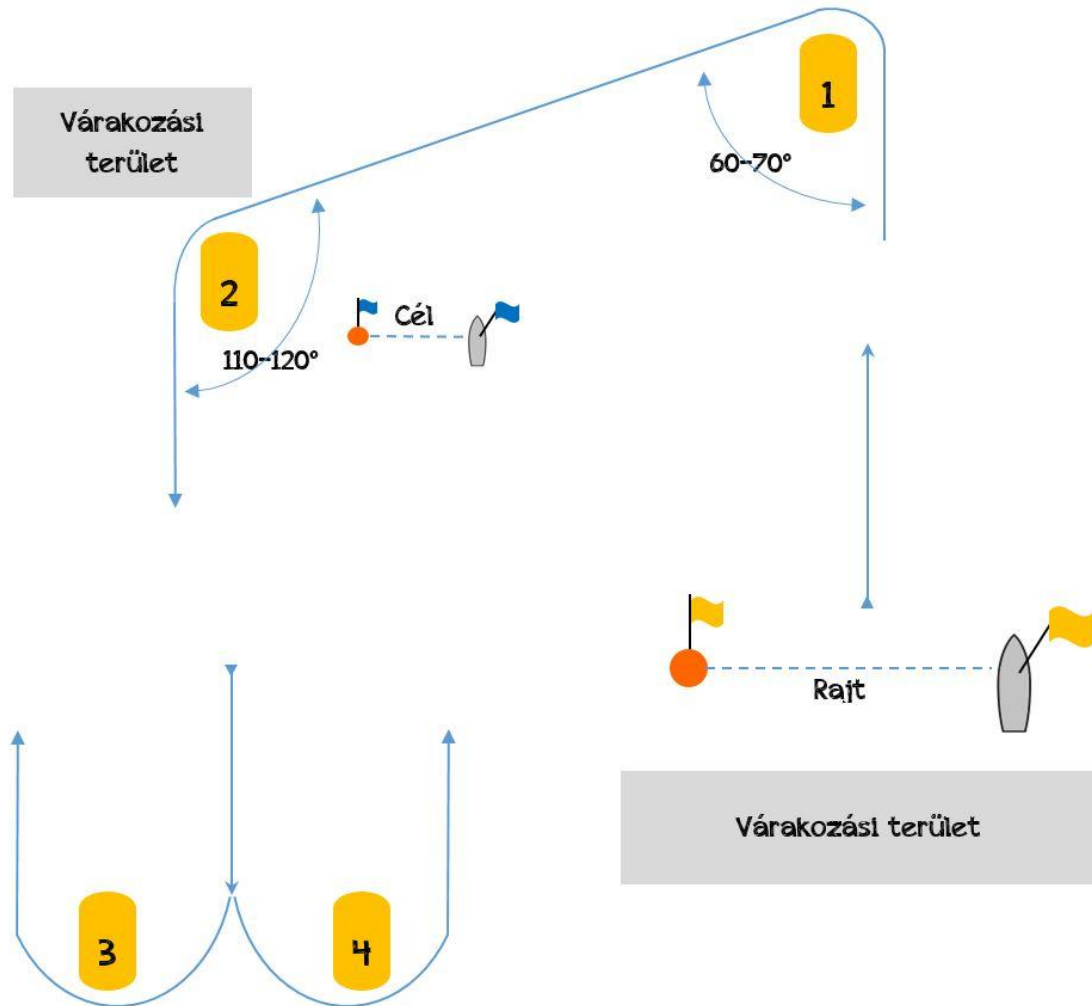 1
Várakozási
terület
60-70°
2
Cél
110-120°
Rajt
Várakozási terület
3
4